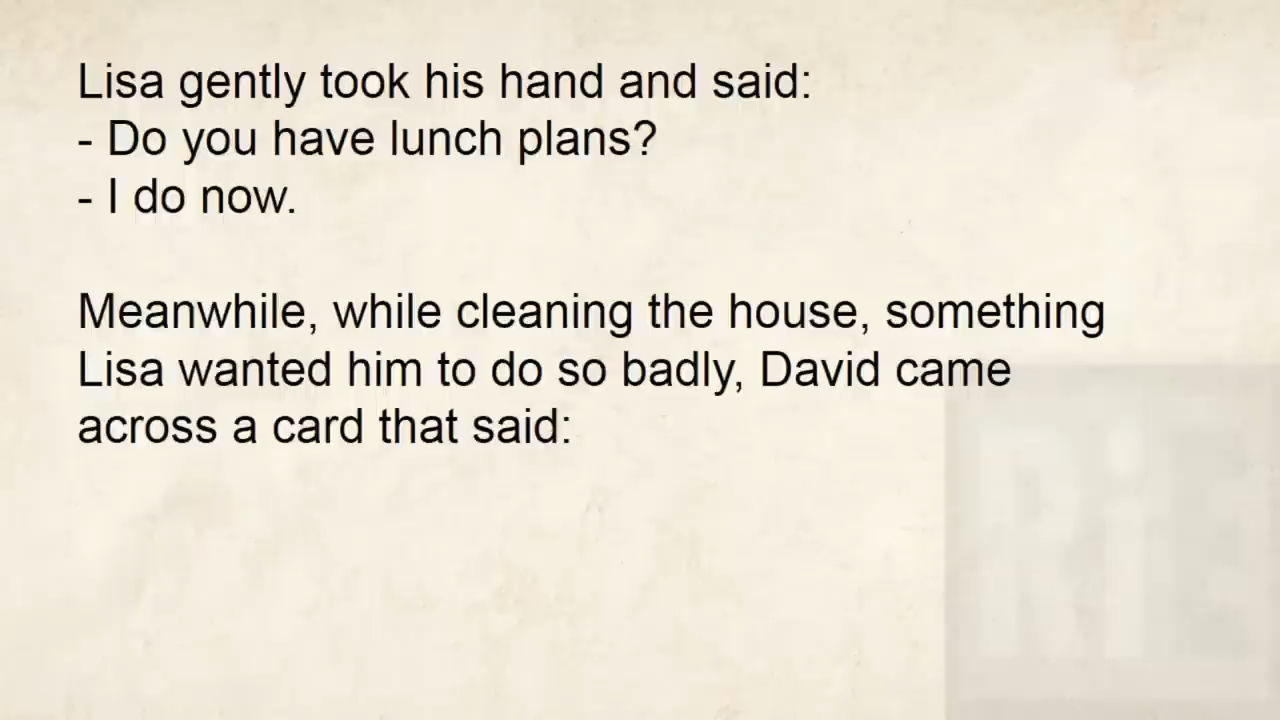 Lisa gently took his hand and said:
- Do you have lunch plans?
- I do now.
Meanwhile, while cleaning the house, something
Lisa wanted him to do so badly, David came
across a card that said:
RiE